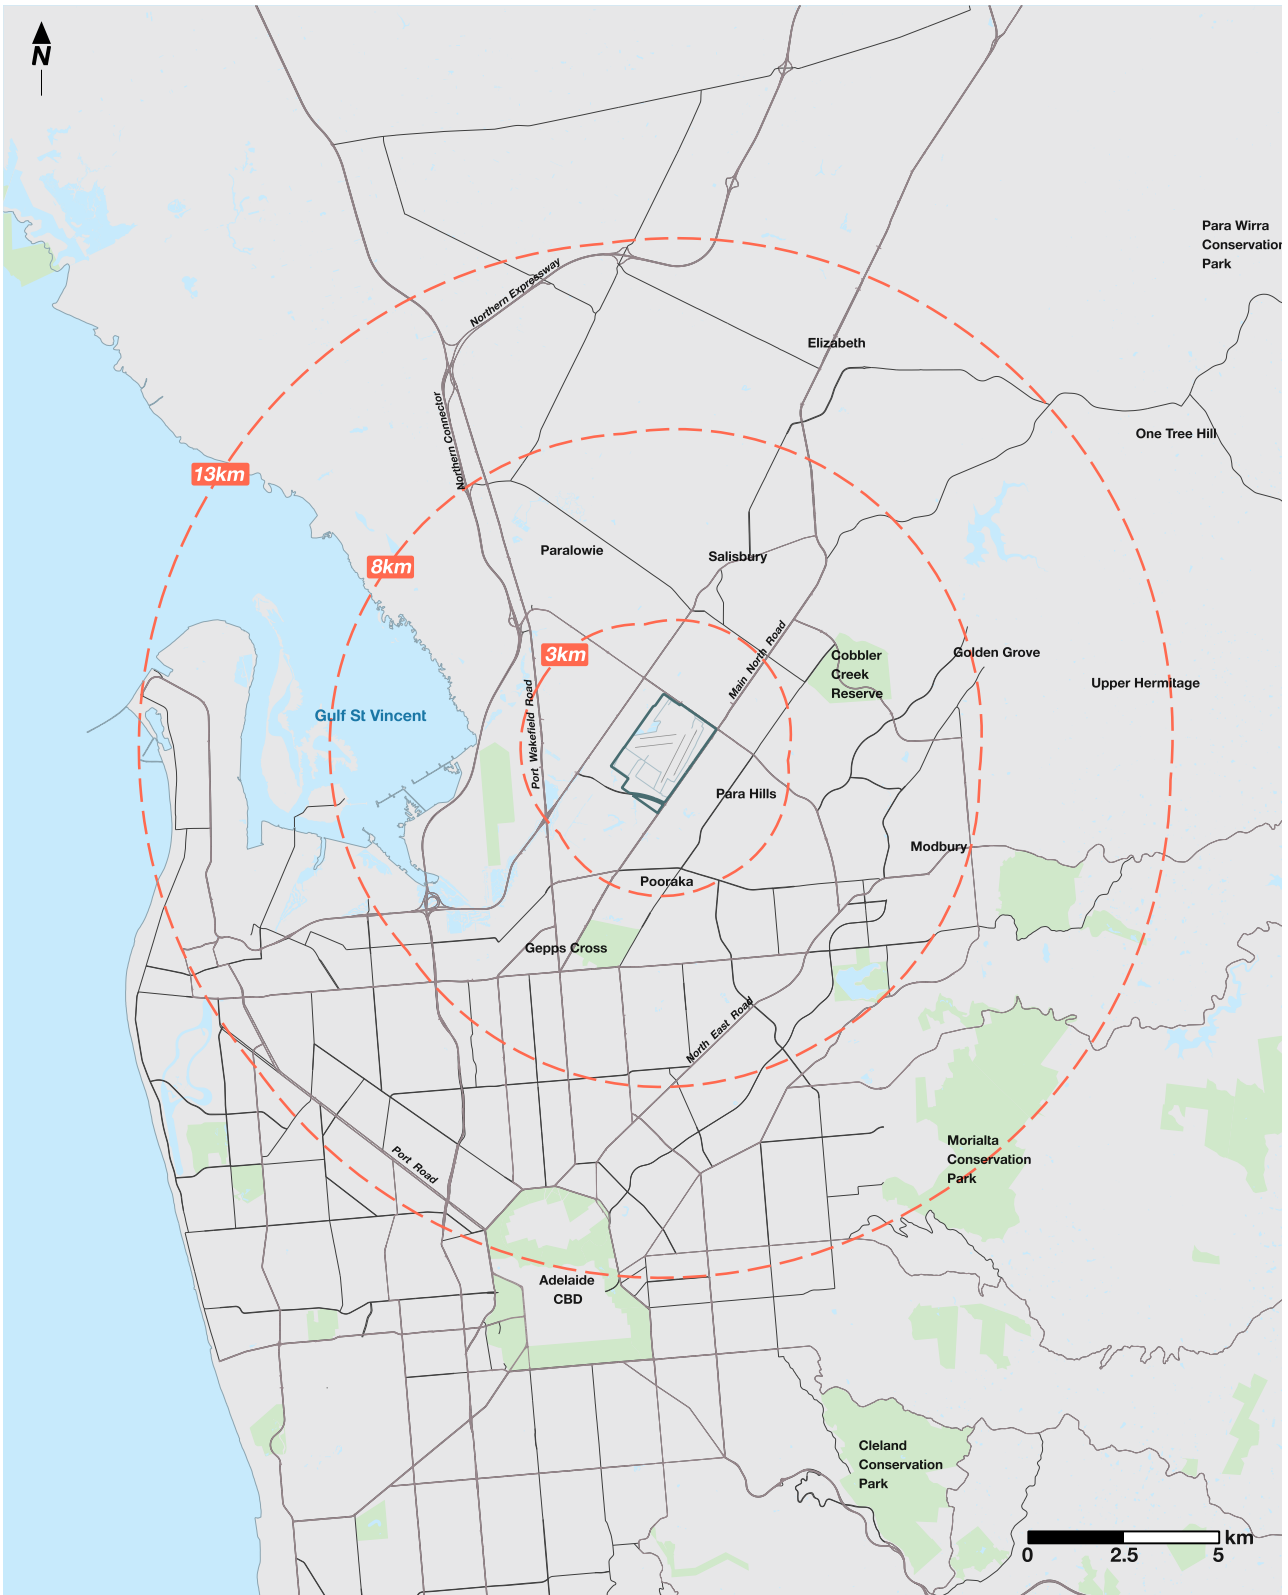 N
Para Wirra
Conservation
Park
Northern Expressway
Elizabeth
Northern Connector
One Tree Hill
13km
8km
Paralowie
Salisbury
3km
Main North Road
Cobbler
Creek
Reserve
Golden Grove
Upper Hermitage
Gulf St Vincent
Port Wakefield Road
Para Hills
Modbury
Pooraka
Gepps Cross
North East Road
Port Road
Morialta
Conservation
Park
Adelaide
CBD
Cleland
Conservation
Park
km
0 2.5 5